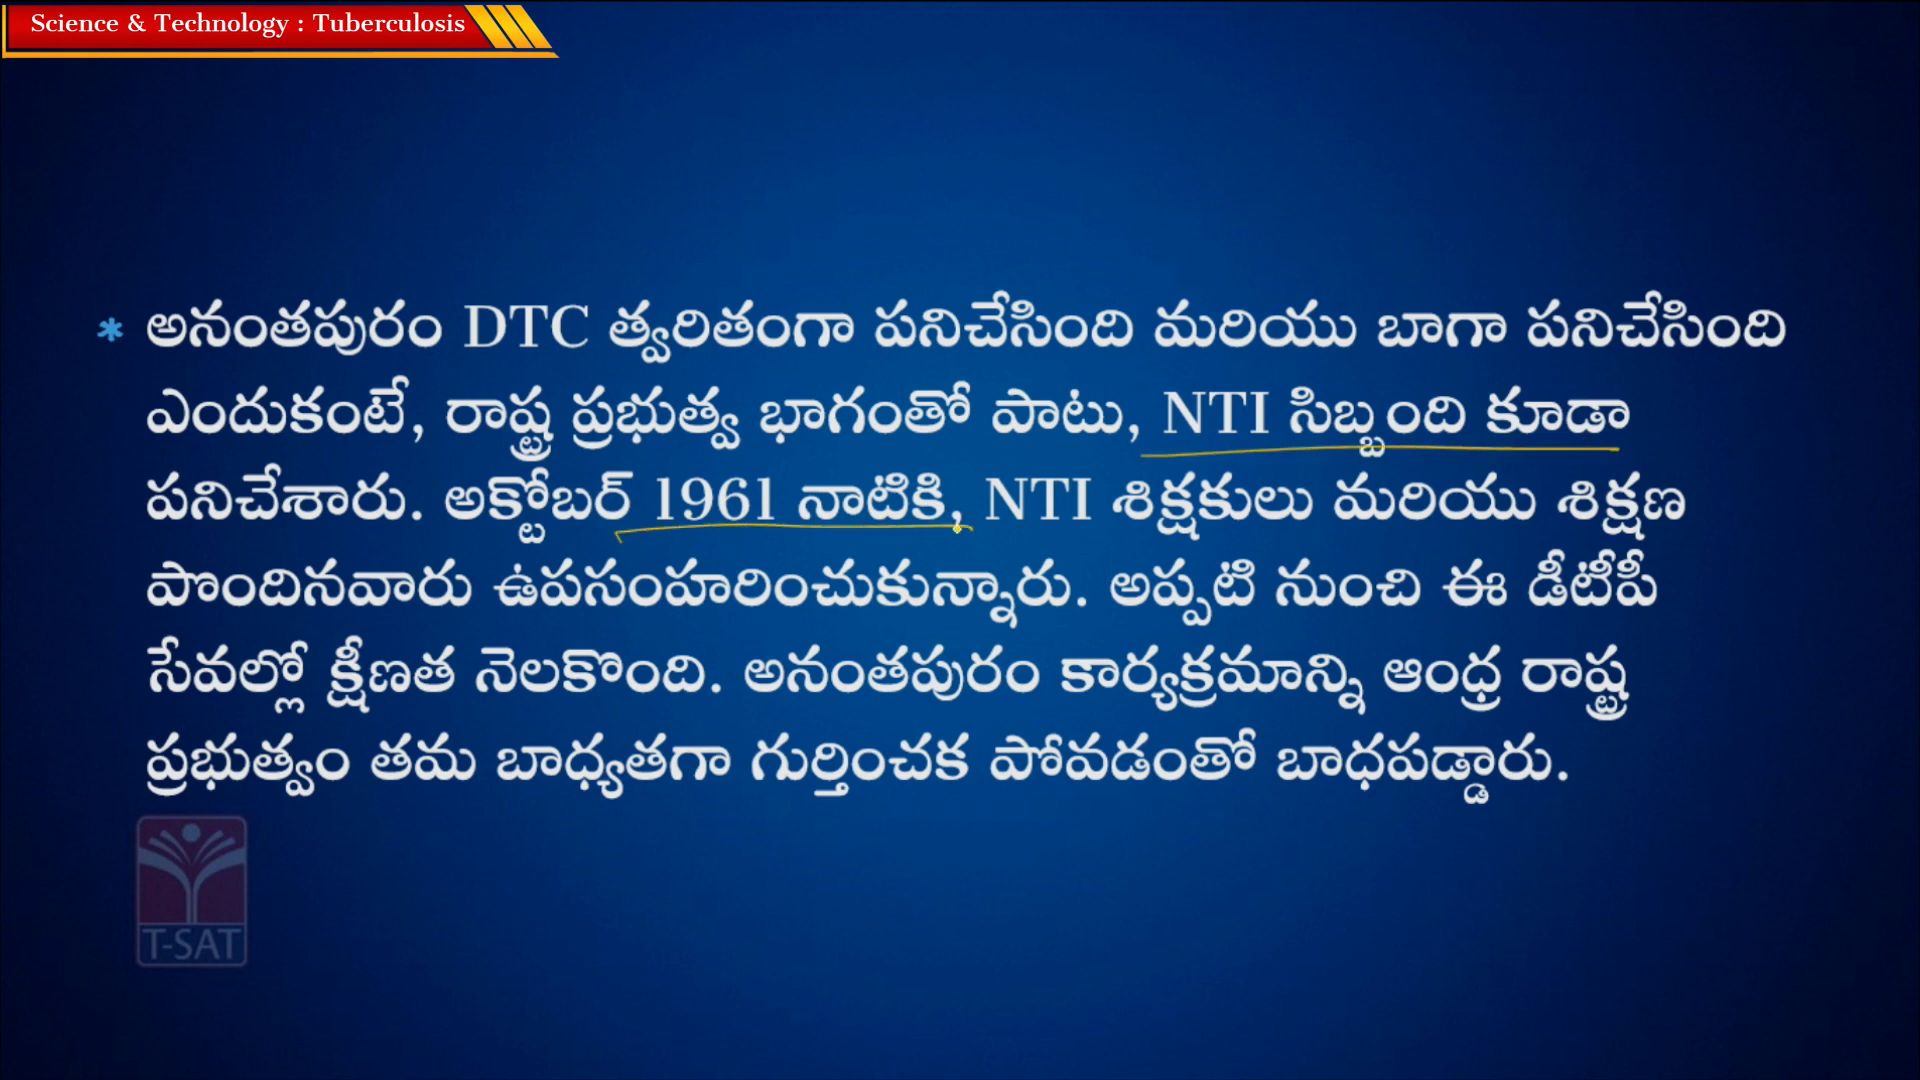 Science & Technology : Tuberculosis
* అనంతపురం DTC త్వరితంగా పనిచేసింది మరియు బాగా పనిచేసింది
ఎందుకంటే, రాష్ట్ర ప్రభుత్వ భాగంతో పాటు, NTI సిబ్బంది కూడా
పనిచేశారు. అక్టోబర్ 1961 నాటికి, NTI శిక్షకులు మరియు శిక్షణ
పొందినవారు ఉపసంహరించుకున్నారు. అప్పటి నుంచి ఈ డీటీపీ
సేవల్లో క్షీణత నెలకొంది. అనంతపురం కార్యక్రమాన్ని ఆంధ్ర రాష్ట్ర
ప్రభుత్వం తమ బాధ్యతగా గుర్తించక పోవడంతో బాధపడ్డారు.
T-SAT